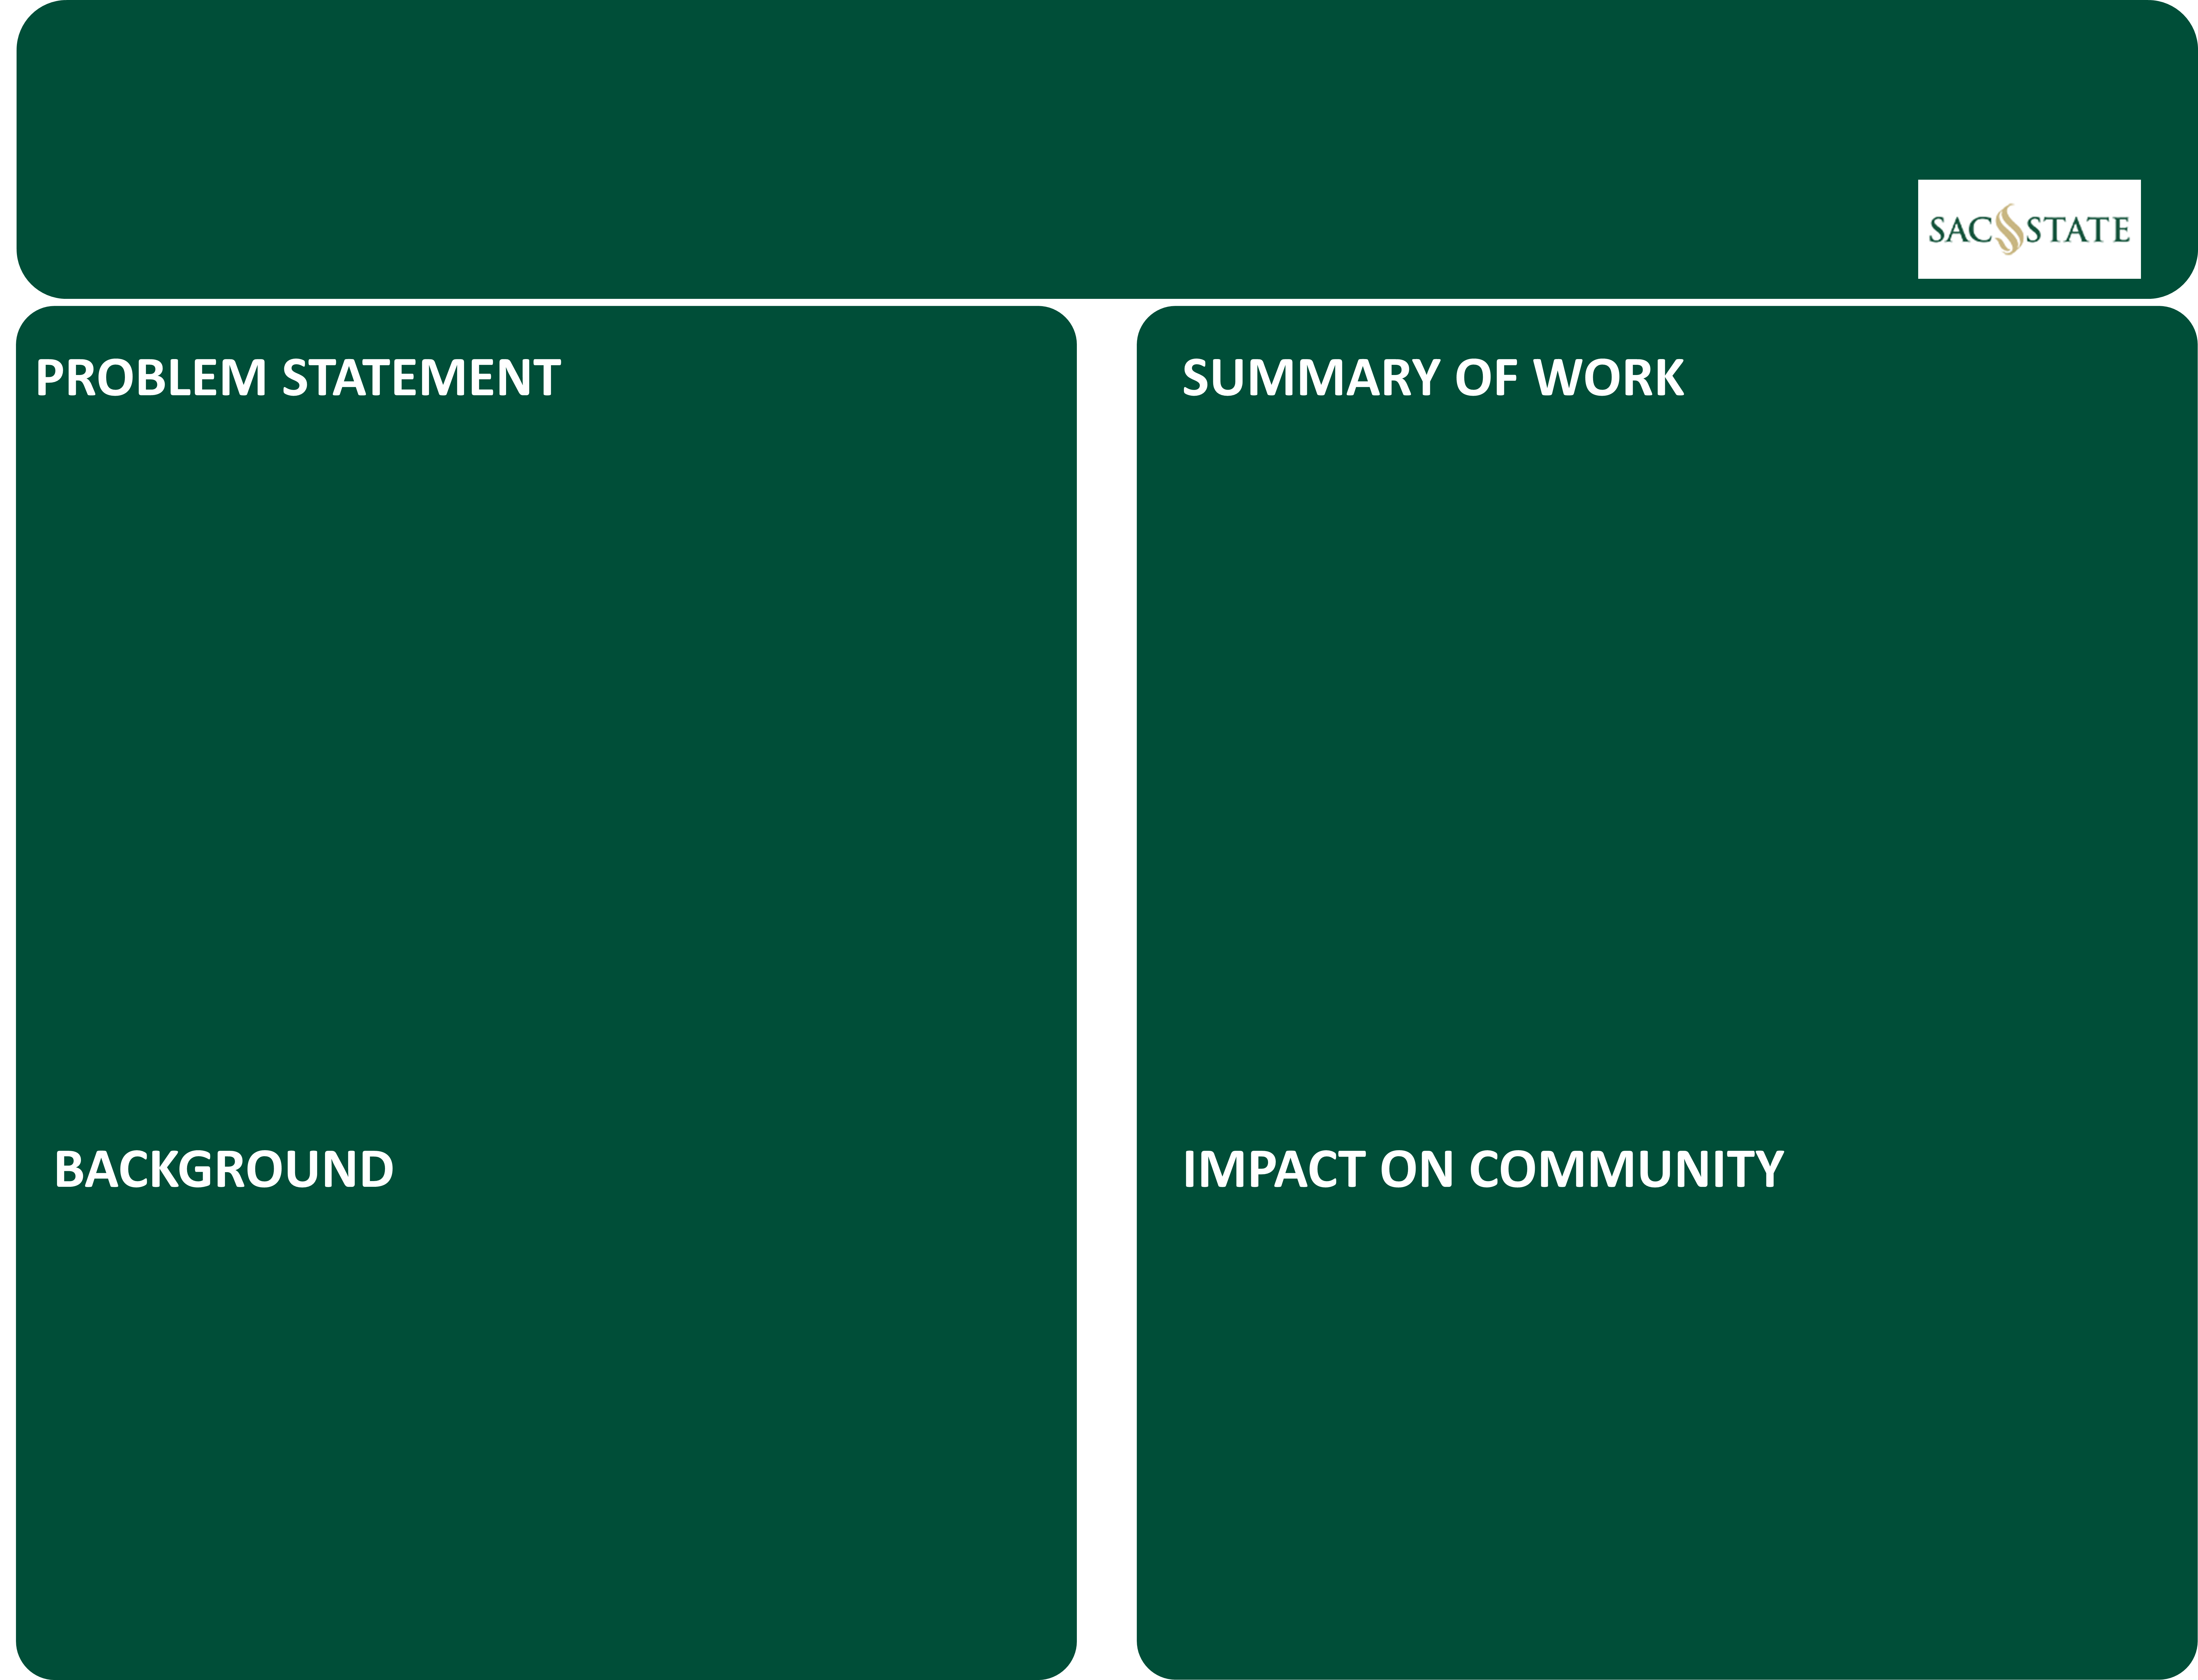 SAC STATE
PROBLEM STATEMENT
BACKGROUND
SUMMARY OF WORK
IMPACT ON COMMUNITY